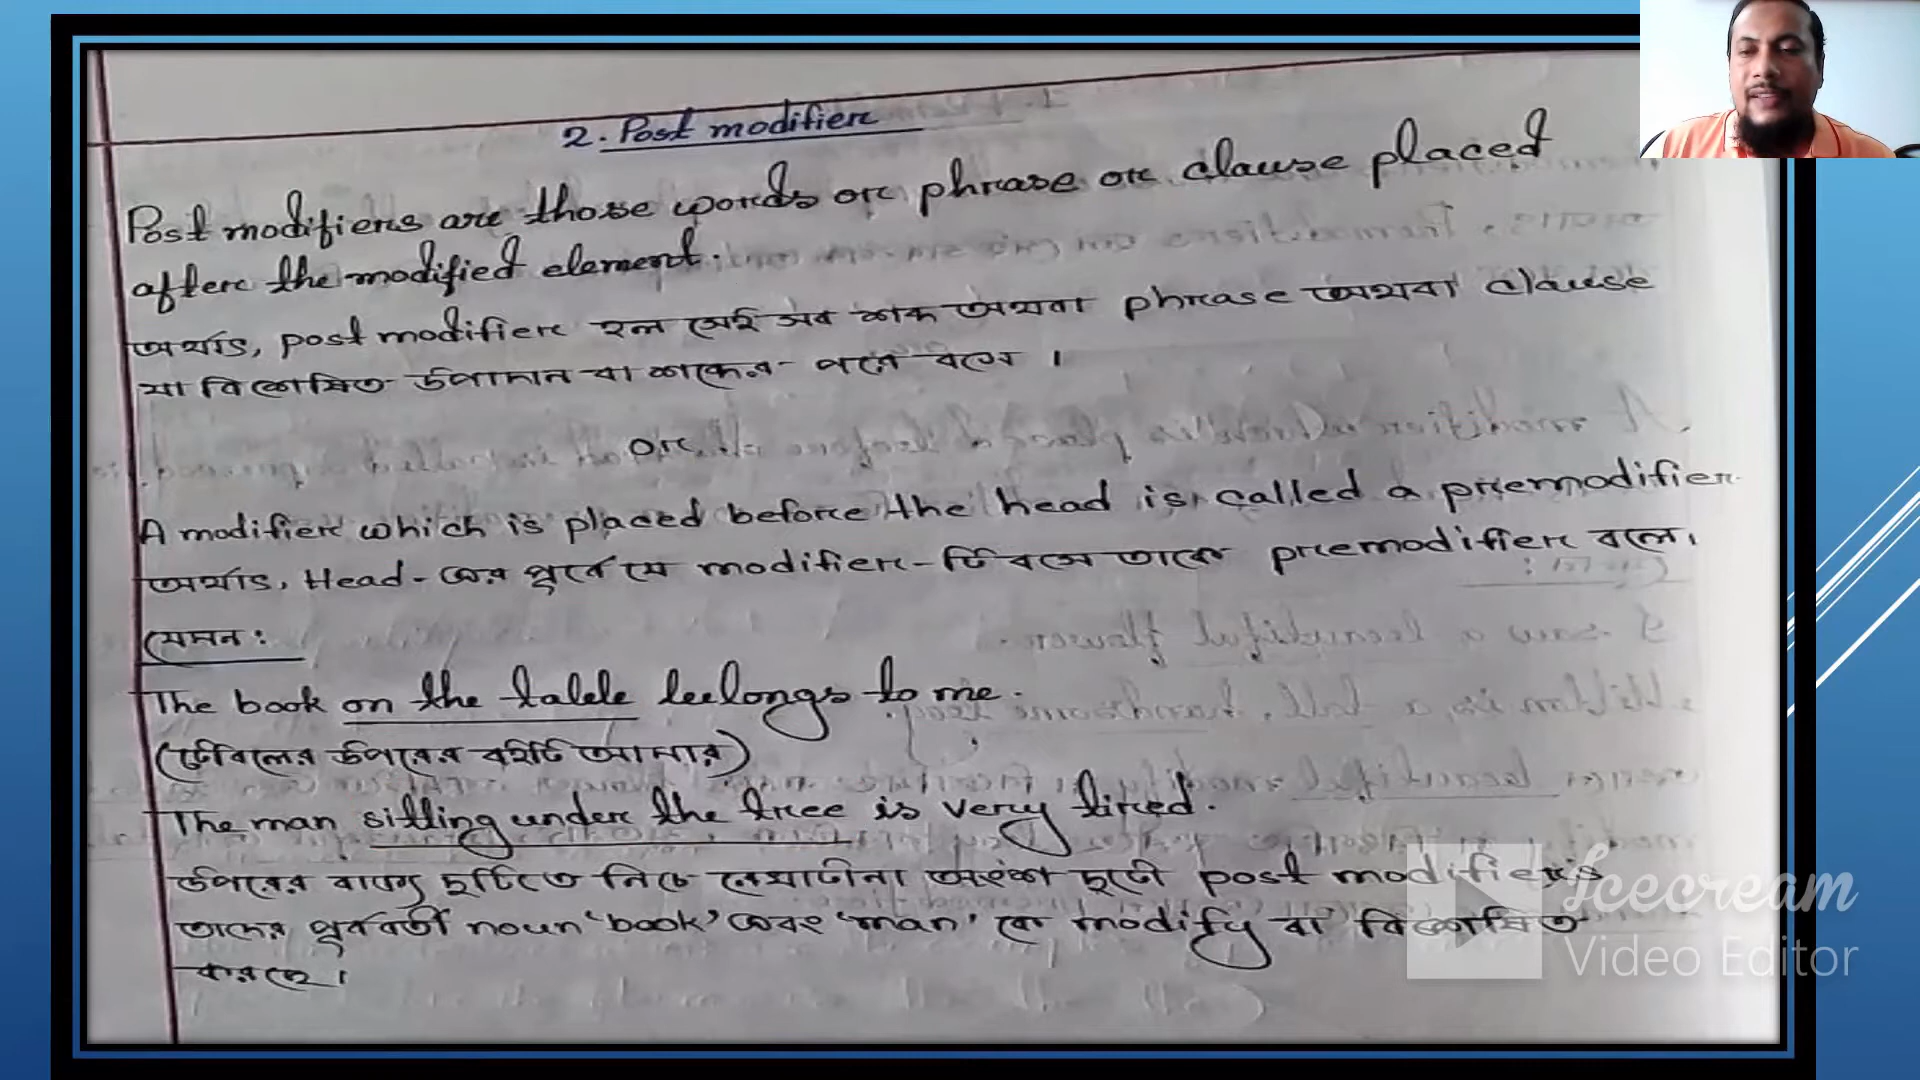 2. Post modifier
Post modifiers are those words or phrase or clause placed
after the modified element.
অর্থাৎ, post modifier হল সেই সব শব্দ অথবা phrase অথবা clause
যা বিশেষিত উপাদান বা শব্দের পরে বসে ।
or
A modifier which is placed before the head is called a premodifier.
অর্থাৎ, Head-এর পূর্বে যে modifier-টি বসে তাকে premodifier বলে।
যেমন :
The book on the table belongs to me.
(টেবিলের উপরের বইটি আমার)
The man sitting under the tree is very tired.
উপরের বাক্য দুটিতে নিচে রেখাটানা অংশ দুটো post modifiers
তাদের পূর্ববর্তী noun 'book' এবং 'man' কে modify বা বিশেষিত
করছে।
Icecream
Video Editor